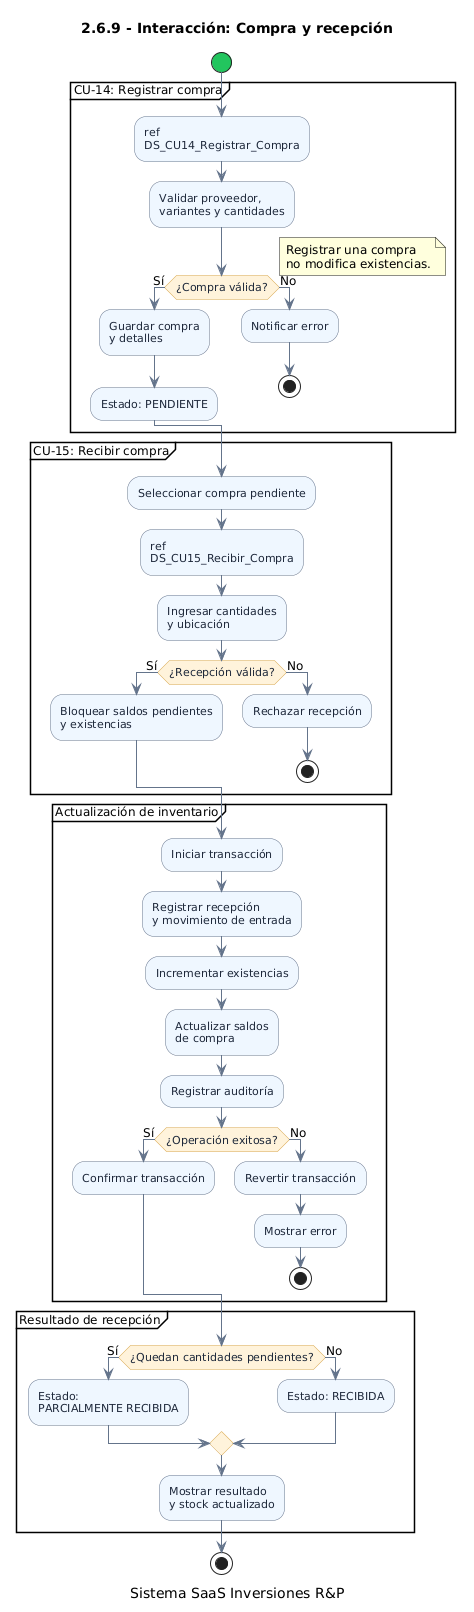 2.6.9 - Interacción: Compra y recepción
CU-14: Registrar compra
ref
DS_CU14_Registrar_Compra
Validar proveedor,
variantes y cantidades
Registrar una compra
no modifica existencias.
Sí
¿Compra válida?
No
Guardar compra
y detalles
Notificar error
Estado: PENDIENTE
CU-15: Recibir compra
Seleccionar compra pendiente
ref
DS_CU15_Recibir_Compra
Ingresar cantidades
y ubicación
Sí
¿Recepción válida?
No
Bloquear saldos pendientes
y existencias
Rechazar recepción
Actualización de inventario
Iniciar transacción
Registrar recepción
y movimiento de entrada
Incrementar existencias
Actualizar saldos
de compra
Registrar auditoría
Sí
¿Operación exitosa?
No
Confirmar transacción
Revertir transacción
Mostrar error
Resultado de recepción
Sí
¿Quedan cantidades pendientes?
No
Estado:
PARCIALMENTE RECIBIDA
Estado: RECIBIDA
Mostrar resultado
y stock actualizado
Sistema SaaS Inversiones R&P